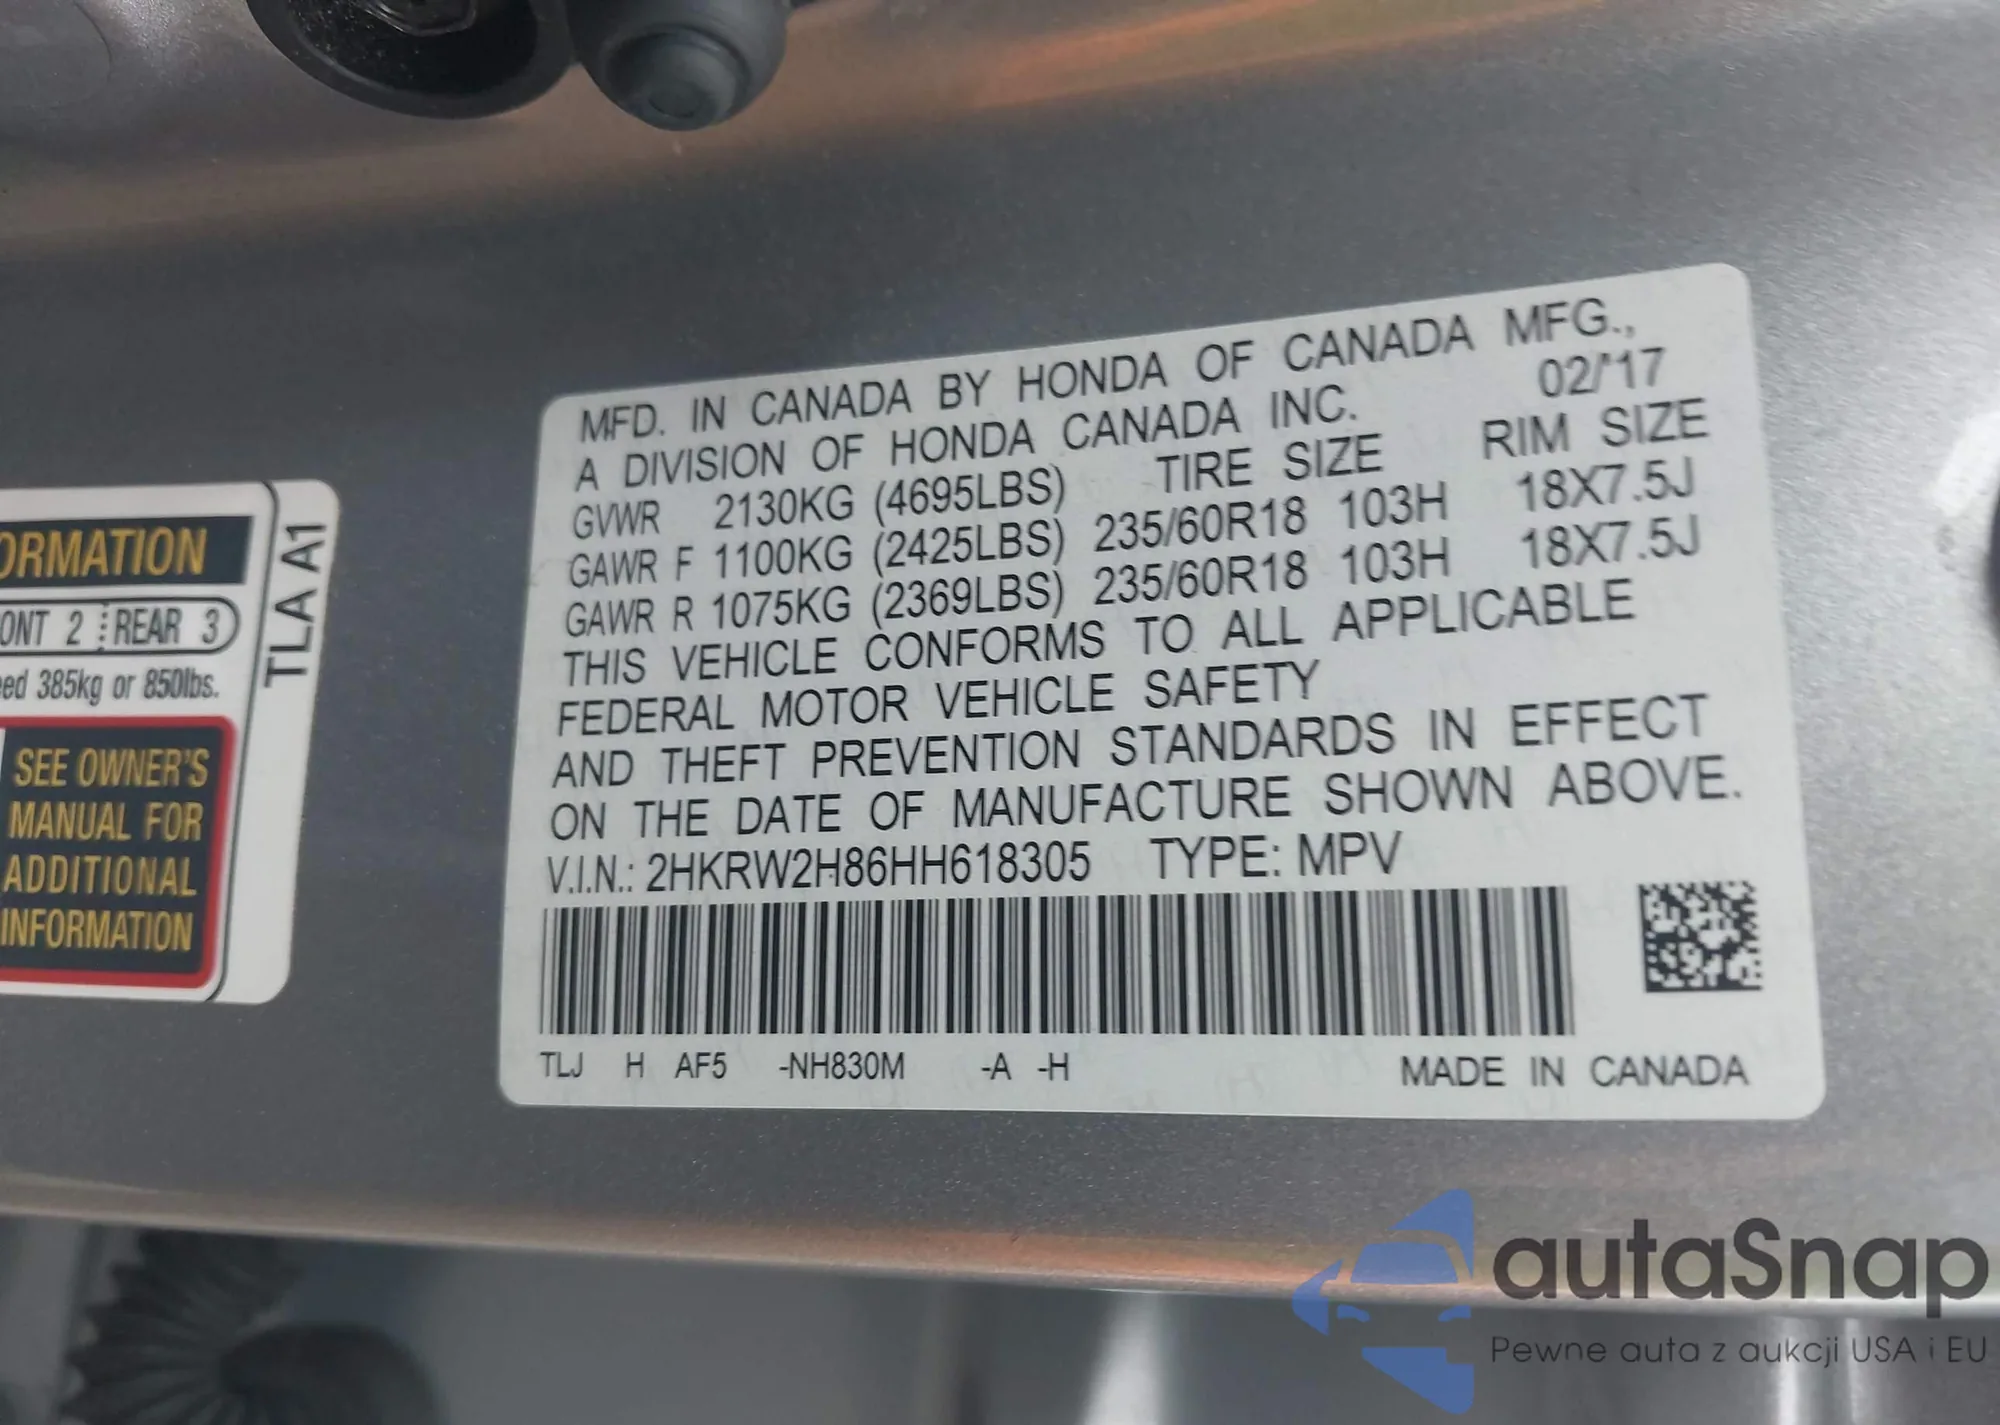 MFD. IN CANADA BY HONDA OF CANADA MFG.,
A DIVISION OF HONDA CANADA INC. 02/'17
GVWR 2130KG (4695LBS) TIRE SIZE RIM SIZE
GAWR F 1100KG (2425LBS) 235/60R18 103H 18X7.5J
GAWR R 1075KG (2369LBS) 235/60R18 103H 18X7.5J
THIS VEHICLE CONFORMS TO ALL APPLICABLE
FEDERAL MOTOR VEHICLE SAFETY
AND THEFT PREVENTION STANDARDS IN EFFECT
ON THE DATE OF MANUFACTURE SHOWN ABOVE.
V.I.N.: 2HKRW2H86HH618305 TYPE: MPV
TLJ H AF5 -NH830M -A -H MADE IN CANADA
ORMATION
ONT 2 REAR 3
eed 385kg or 850lbs.
SEE OWNER'S
MANUAL FOR
ADDITIONAL
INFORMATION
TLA A1
autaSnap
Pewne auta z aukcji USA i EU